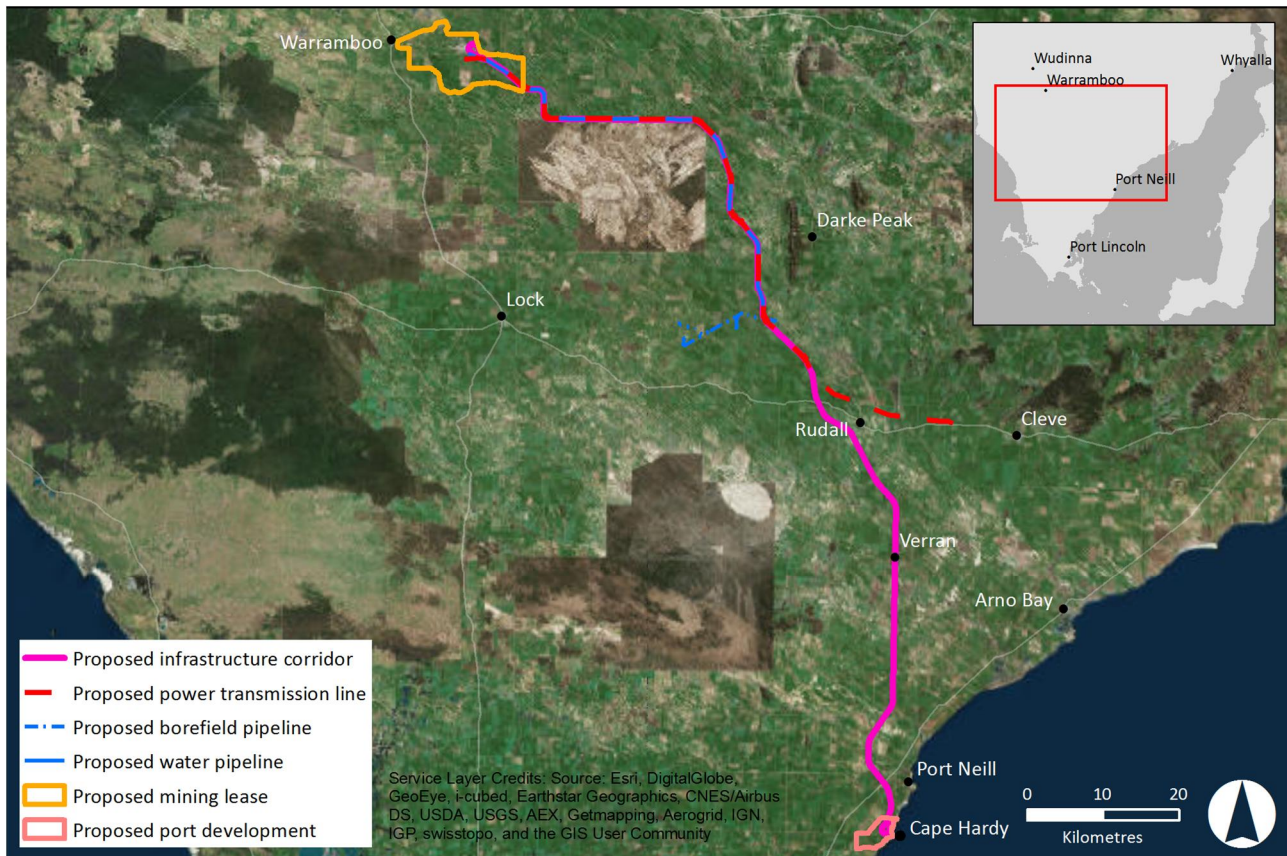 Warramboo
Wudinna
Whyalla
Warramboo
Port Neill
Port Lincoln
Darke Peak
Lock
Rudall
Cleve
Verran
Arno Bay
Proposed infrastructure corridor
Proposed power transmission line
Proposed borefield pipeline
Proposed water pipeline
Proposed mining lease
Proposed port development
Service Layer Credits: Source: Esri, DigitalGlobe,
GeoEye, i-cubed, Earthstar Geographics, CNES/Airbus
DS, USDA, USGS, AEX, Getmapping, Aerogrid, IGN,
IGP, swisstopo, and the GIS User Community
Port Neill
Cape Hardy
0 10 20
Kilometres